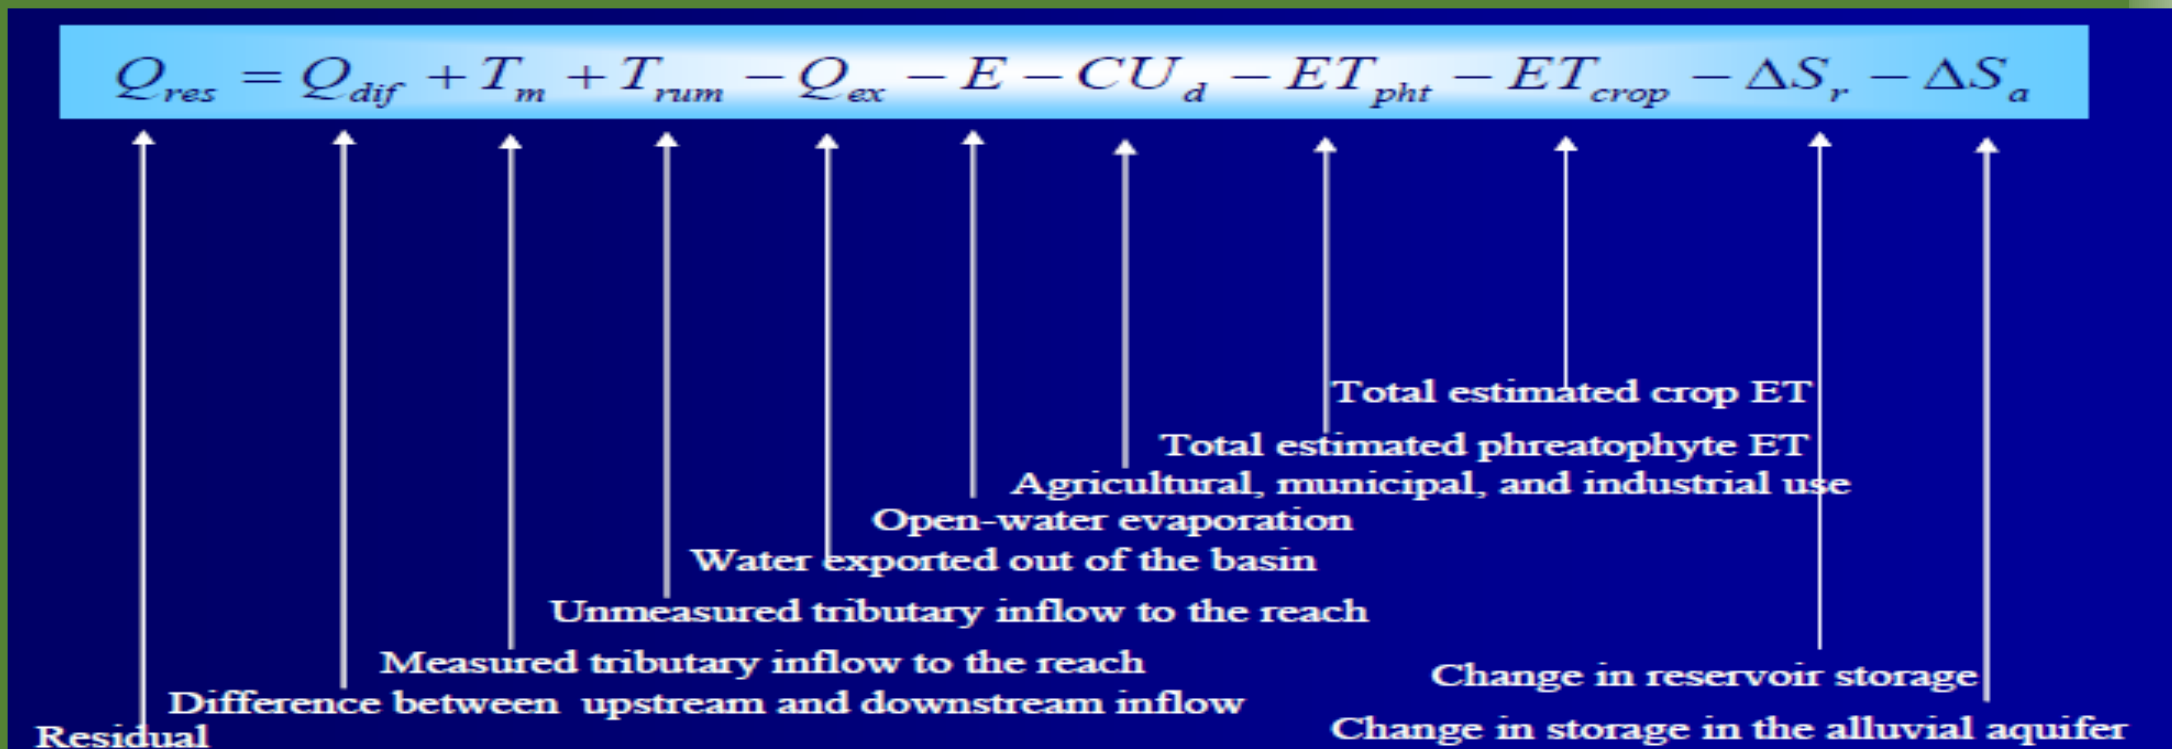 Q_res = Q_dif + T_m + T_rum − Q_ex − E − CU_d − ET_pht − ET_crop − ΔS_r − ΔS_a
Total estimated crop ET
Total estimated phreatophyte ET
Agricultural, municipal, and industrial use
Open-water evaporation
Water exported out of the basin
Unmeasured tributary inflow to the reach
Measured tributary inflow to the reach
Change in reservoir storage
Difference between upstream and downstream inflow
Change in storage in the alluvial aquifer
Residual